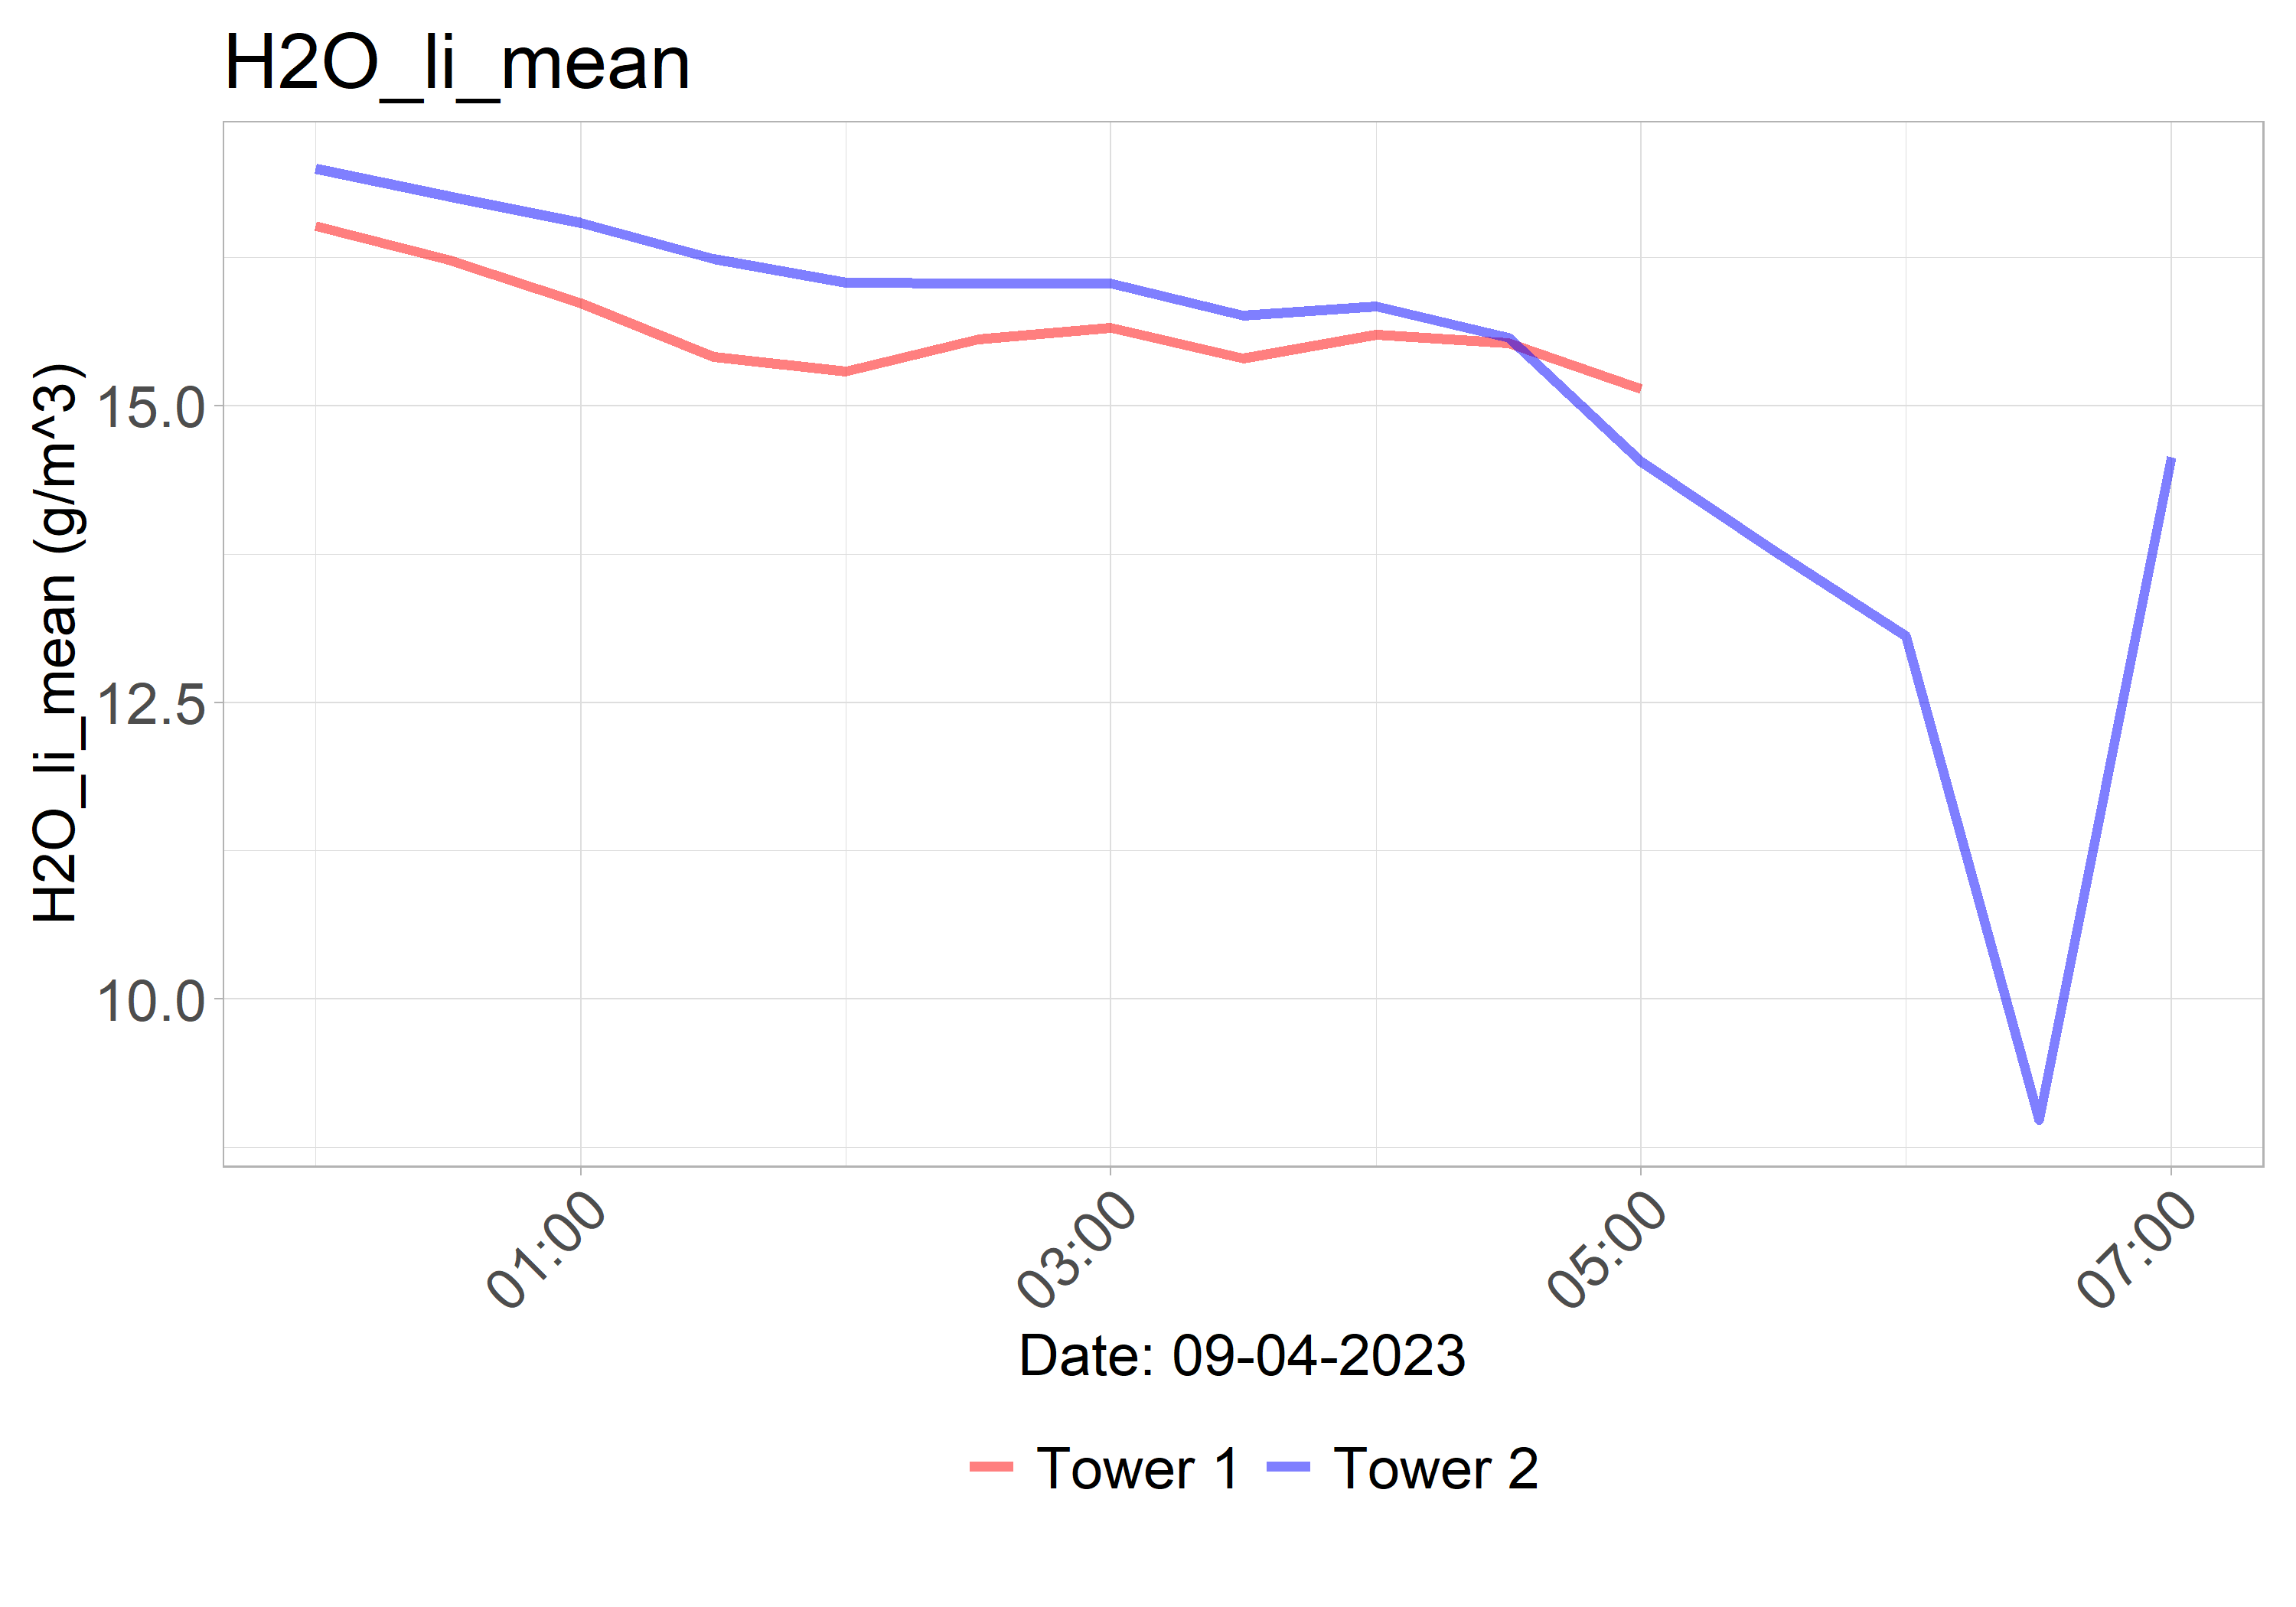 H2O_li_mean
H2O_li_mean (g/m^3)
15.0
12.5
10.0
01:00
03:00
05:00
07:00
Date: 09-04-2023
Tower 1
Tower 2